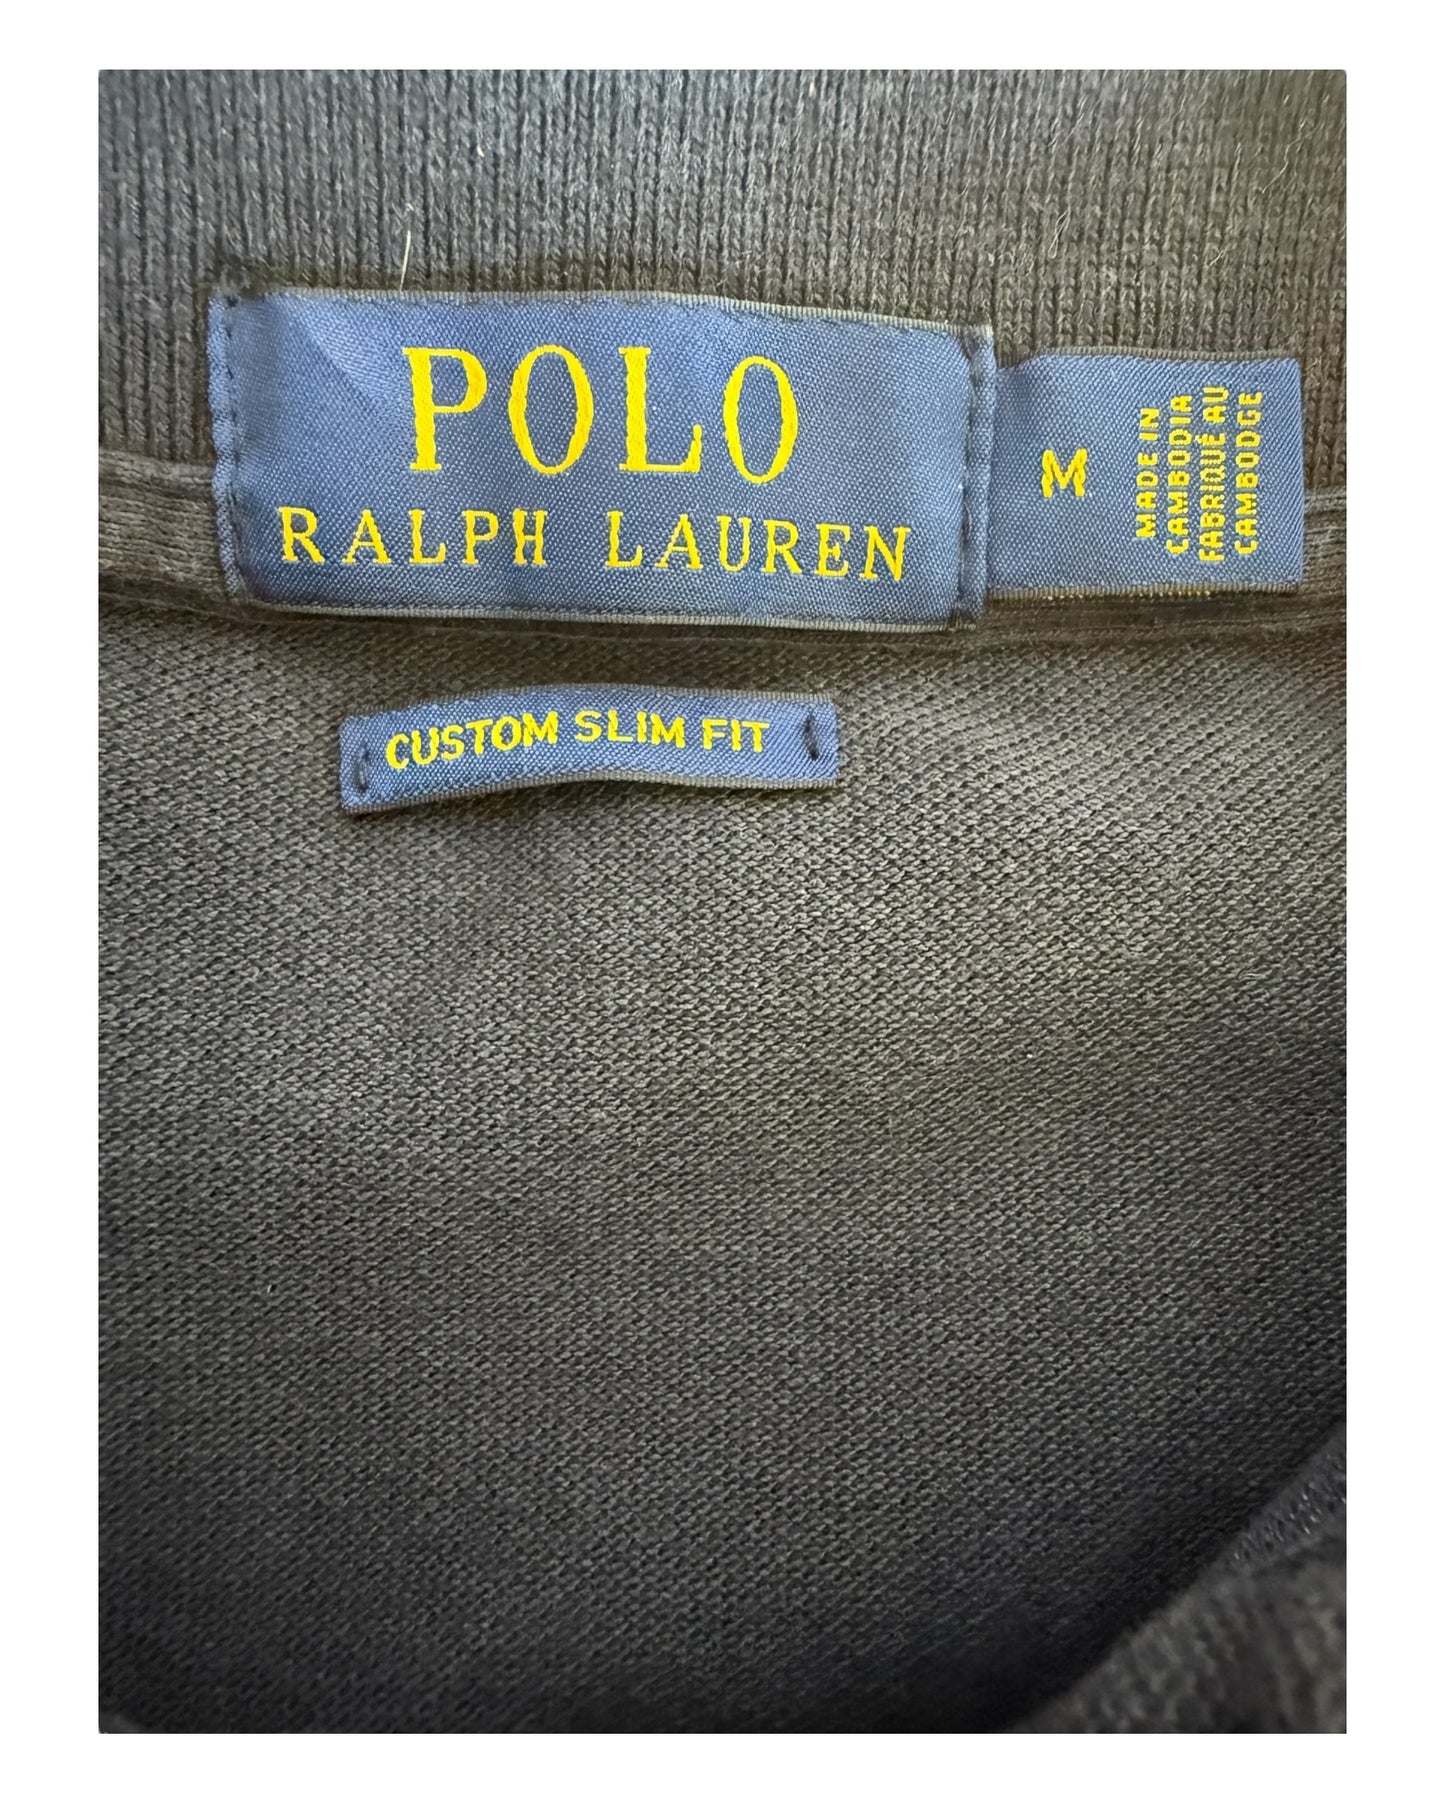 POLO
RALPH LAUREN
M
MADE IN
CAMBODIA
FABRIQUÉ AU
CAMBODGE
CUSTOM SLIM FIT